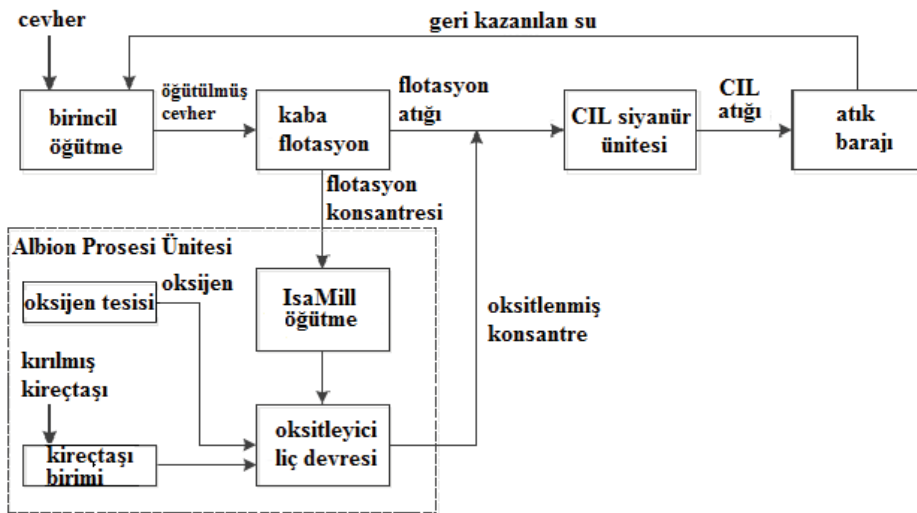 cevher
geri kazanılan su
birincil
öğütme
öğütülmüş
cevher
kaba
flotasyon
flotasyon
atığı
CIL siyanür
ünitesi
CIL
atığı
atık
barajı
flotasyon
konsantresi
Albion Prosesi Ünitesi
oksijen tesisi
oksijen
IsaMill
öğütme
oksitlenmiş
konsantre
kırılmış
kireçtaşı
kireçtaşı
birimi
oksitleyici
liç devresi